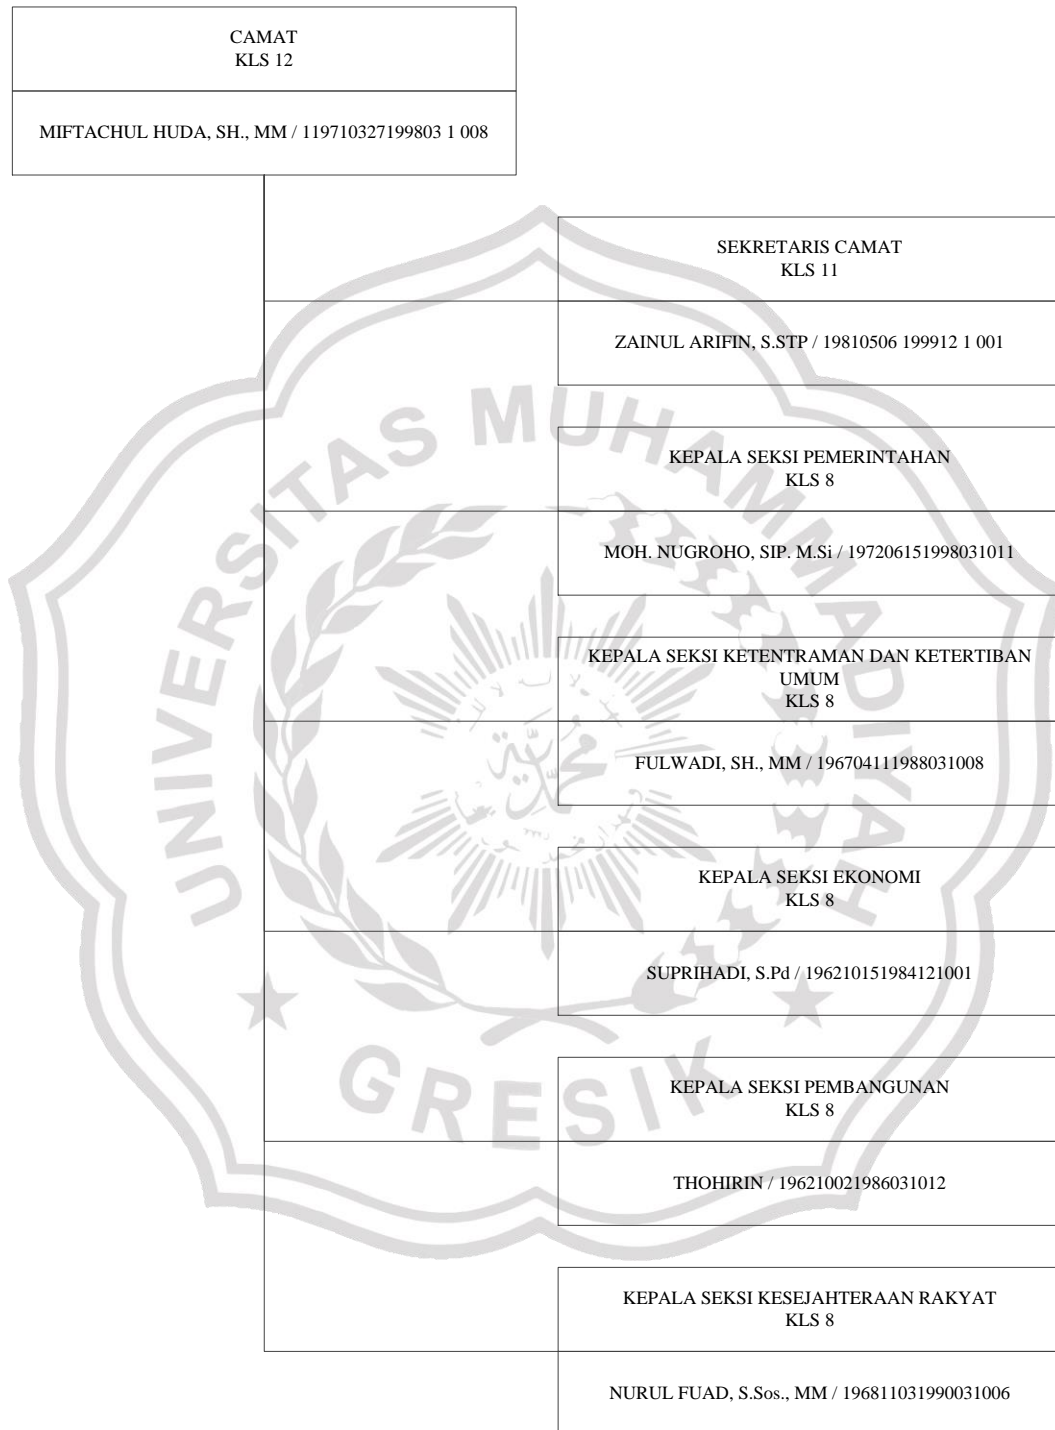 CAMAT
KLS 12
MIFTACHUL HUDA, SH., MM / 119710327199803 1 008
SEKRETARIS CAMAT
KLS 11
ZAINUL ARIFIN, S.STP / 19810506 199912 1 001
KEPALA SEKSI PEMERINTAHAN
KLS 8
MOH. NUGROHO, SIP. M.Si / 197206151998031011
KEPALA SEKSI KETENTRAMAN DAN KETERTIBAN
UMUM
KLS 8
FULWADI, SH., MM / 196704111988031008
KEPALA SEKSI EKONOMI
KLS 8
SUPRIHADI, S.Pd / 196210151984121001
KEPALA SEKSI PEMBANGUNAN
KLS 8
THOHIRIN / 196210021986031012
KEPALA SEKSI KESEJAHTERAAN RAKYAT
KLS 8
NURUL FUAD, S.Sos., MM / 196811031990031006
UNIVERSITAS MUHAMMADIYAH
GRESIK
محمدية